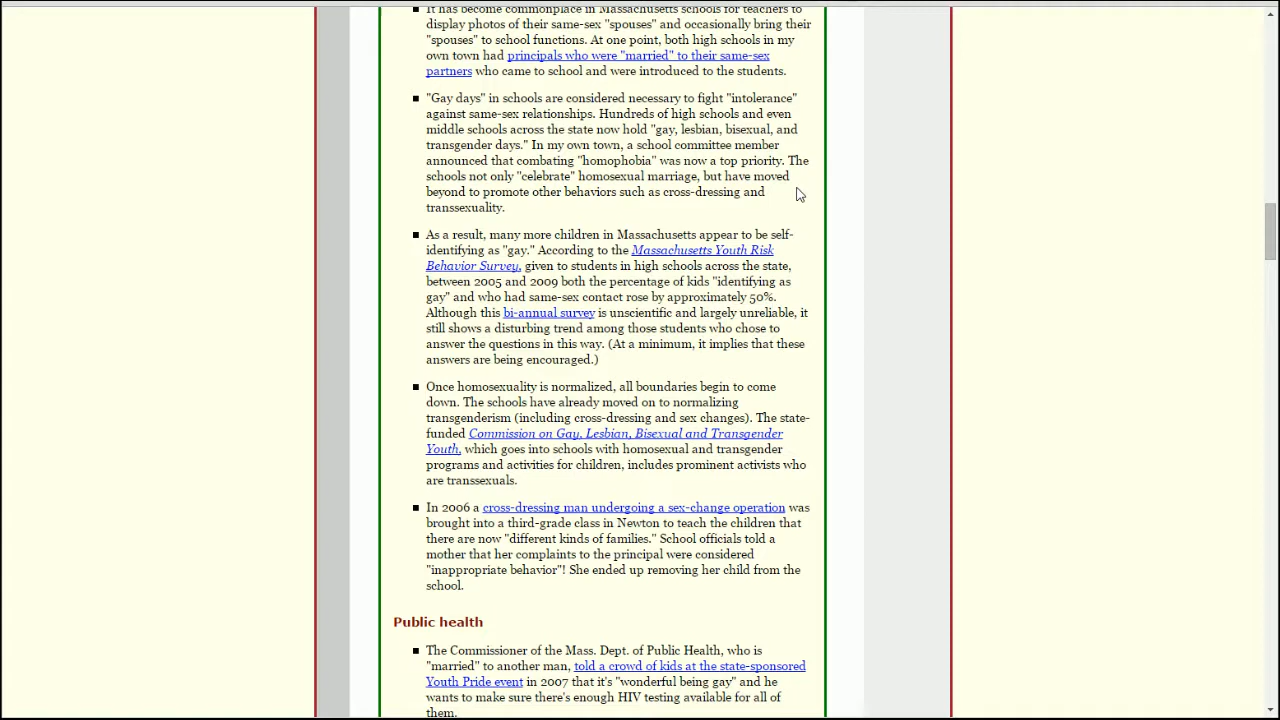 It has become commonplace in Massachusetts schools for teachers to
display photos of their same-sex "spouses" and occasionally bring their
"spouses" to school functions. At one point, both high schools in my
own town had principals who were "married" to their same-sex
partners who came to school and were introduced to the students.
"Gay days" in schools are considered necessary to fight "intolerance"
against same-sex relationships. Hundreds of high schools and even
middle schools across the state now hold "gay, lesbian, bisexual, and
transgender days." In my own town, a school committee member
announced that combating "homophobia" was now a top priority. The
schools not only "celebrate" homosexual marriage, but have moved
beyond to promote other behaviors such as cross-dressing and
transsexuality.
As a result, many more children in Massachusetts appear to be self-
identifying as "gay." According to the Massachusetts Youth Risk
Behavior Survey, given to students in high schools across the state,
between 2005 and 2009 both the percentage of kids "identifying as
gay" and who had same-sex contact rose by approximately 50%.
Although this bi-annual survey is unscientific and largely unreliable, it
still shows a disturbing trend among those students who chose to
answer the questions in this way. (At a minimum, it implies that these
answers are being encouraged.)
Once homosexuality is normalized, all boundaries begin to come
down. The schools have already moved on to normalizing
transgenderism (including cross-dressing and sex changes). The state-
funded Commission on Gay, Lesbian, Bisexual and Transgender
Youth, which goes into schools with homosexual and transgender
programs and activities for children, includes prominent activists who
are transsexuals.
In 2006 a cross-dressing man undergoing a sex-change operation was
brought into a third-grade class in Newton to teach the children that
there are now "different kinds of families." School officials told a
mother that her complaints to the principal were considered
"inappropriate behavior"! She ended up removing her child from the
school.
Public health
The Commissioner of the Mass. Dept. of Public Health, who is
"married" to another man, told a crowd of kids at the state-sponsored
Youth Pride event in 2007 that it's "wonderful being gay" and he
wants to make sure there's enough HIV testing available for all of
them.